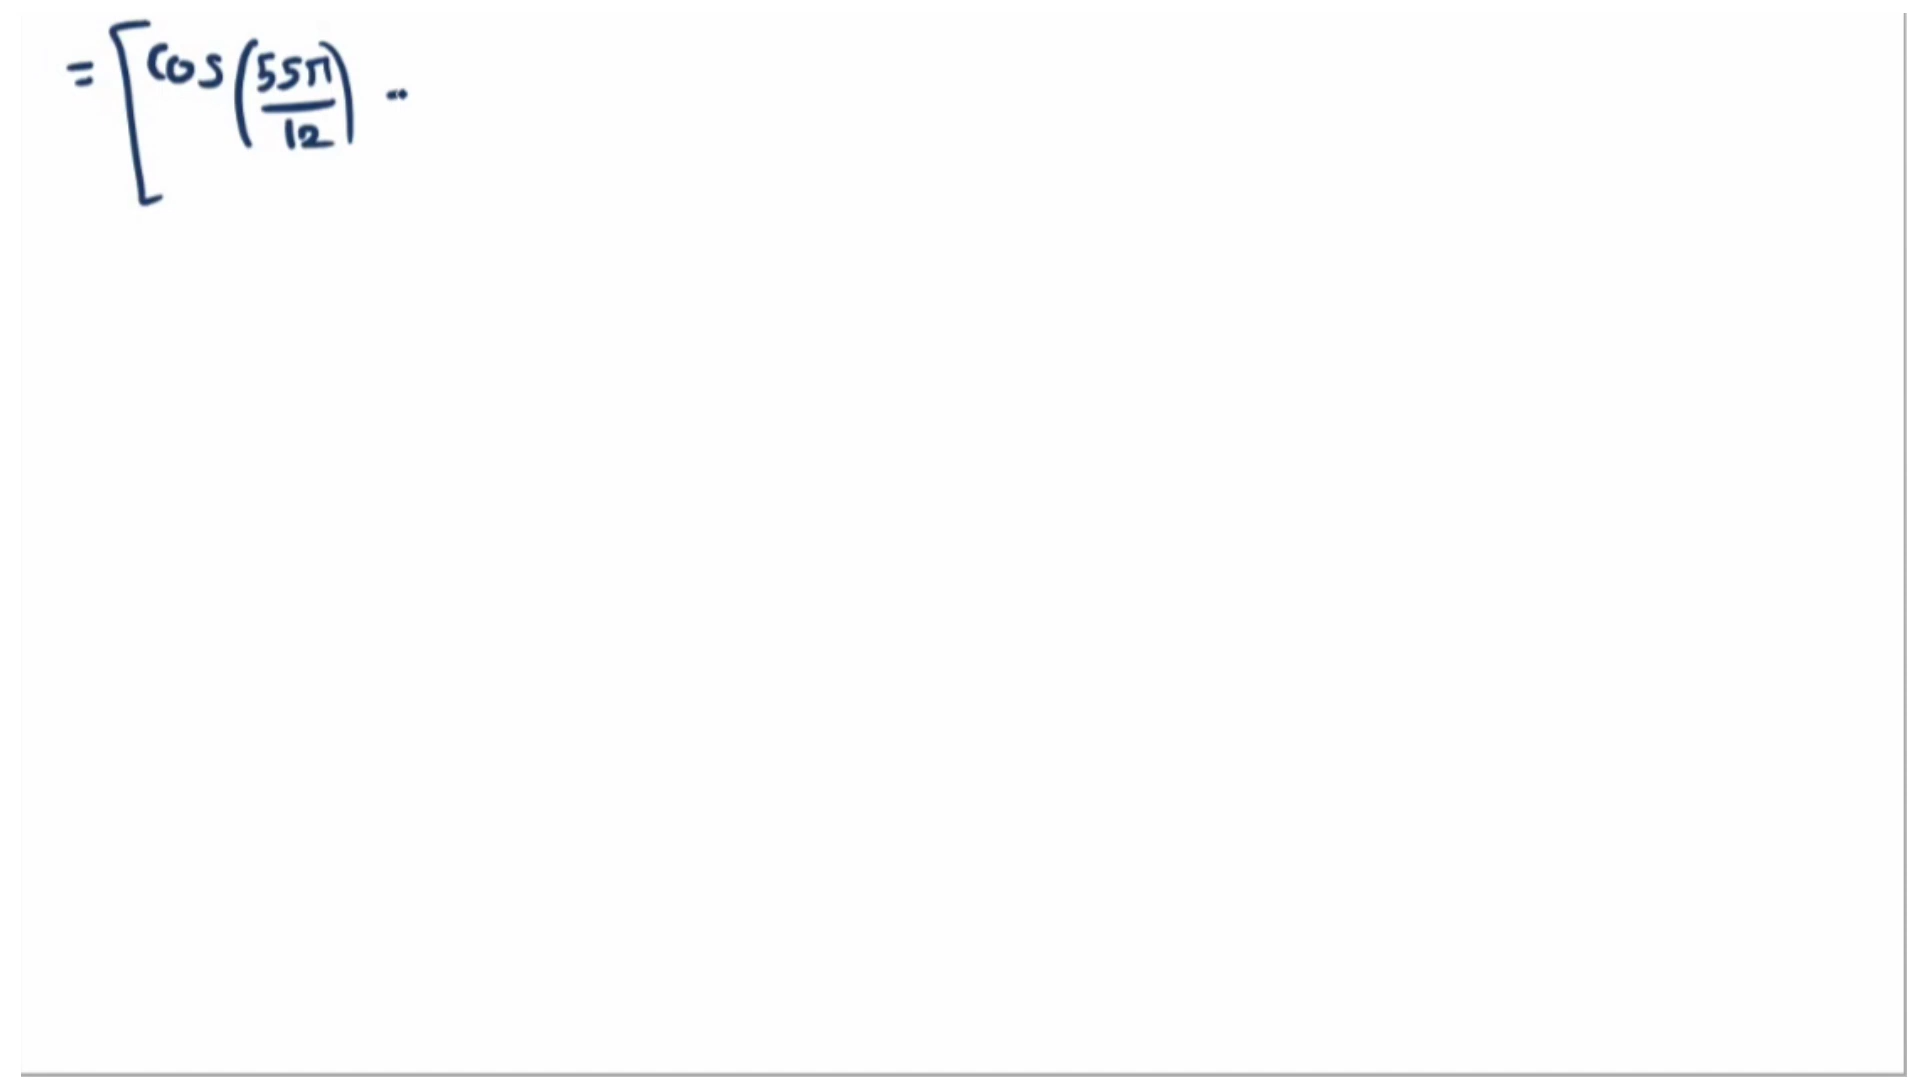 = [cos(55π/12) -